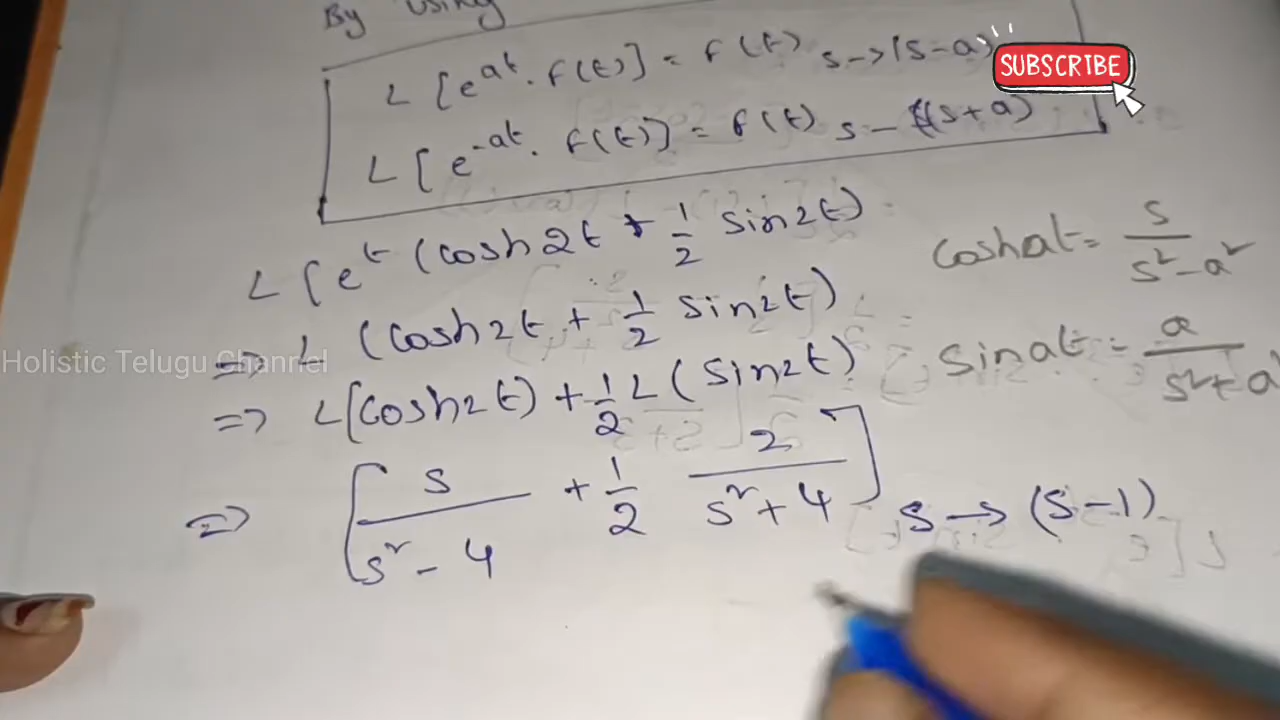 By Using
L [e^at. f(t)] = f(t) s->(s-a)
SUBSCRIBE
L [e^-at. f(t)] = f(t) s-((s+a)
L [e^t (cosh2t + 1/2 sin2t)
coshat = s/(s²-a²
=> L (cosh2t + 1/2 sin2t)
Holistic Telugu Channel
sinat - a/(s²+a
=> L[cosh2t) + 1/2 L (sin2t)
=> [s/(s²-4) + 1/2 2/(s²+4)] s->(s-1)